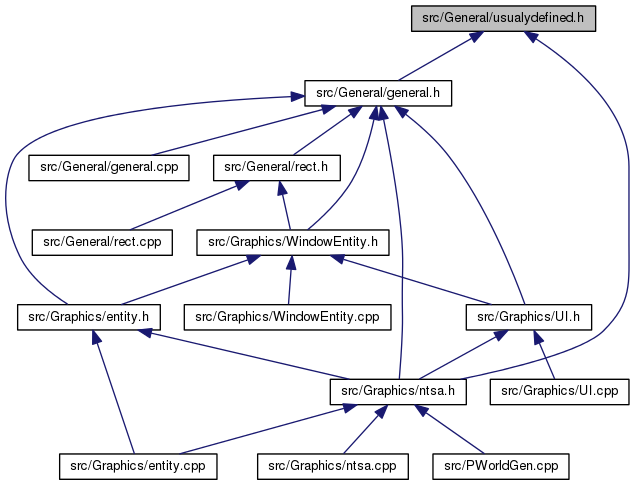 src/General/usualydefined.h
src/General/general.h
src/General/general.cpp
src/General/rect.h
src/General/rect.cpp
src/Graphics/WindowEntity.h
src/Graphics/entity.h
src/Graphics/WindowEntity.cpp
src/Graphics/UI.h
src/Graphics/ntsa.h
src/Graphics/UI.cpp
src/Graphics/entity.cpp
src/Graphics/ntsa.cpp
src/PWorldGen.cpp